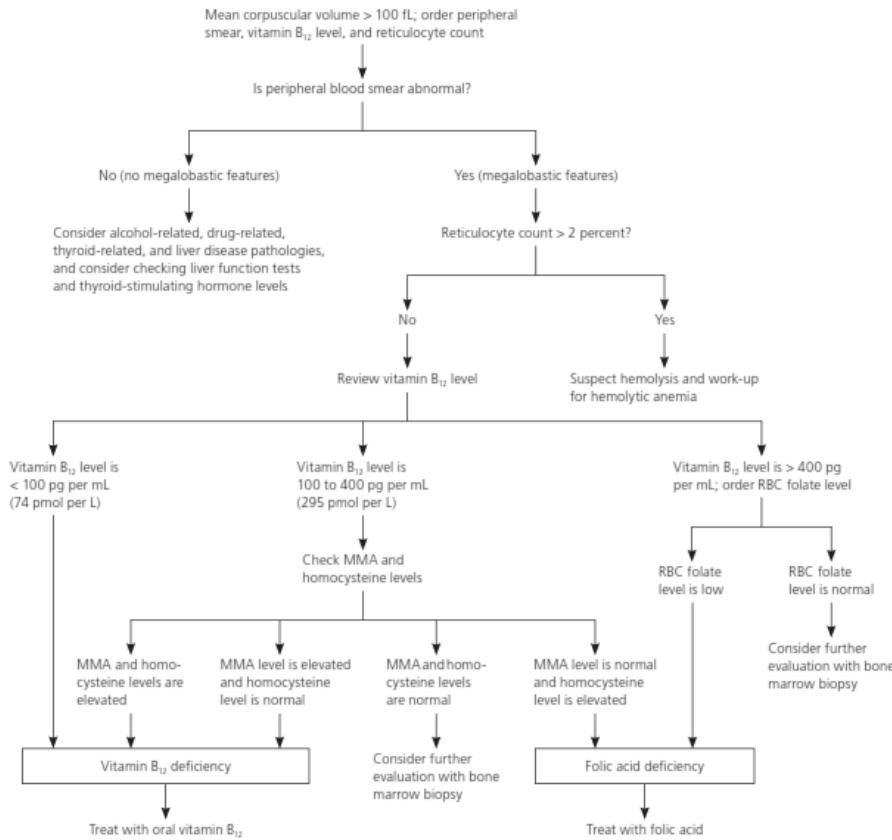 Mean corpuscular volume > 100 fL; order peripheral
smear, vitamin B₁₂ level, and reticulocyte count
Is peripheral blood smear abnormal?
No (no megalobastic features)
Yes (megalobastic features)
Consider alcohol-related, drug-related,
thyroid-related, and liver disease pathologies,
and consider checking liver function tests
and thyroid-stimulating hormone levels
Reticulocyte count > 2 percent?
No
Yes
Review vitamin B₁₂ level
Suspect hemolysis and work-up
for hemolytic anemia
Vitamin B₁₂ level is
< 100 pg per mL
(74 pmol per L)
Vitamin B₁₂ level is
100 to 400 pg per mL
(295 pmol per L)
Vitamin B₁₂ level is > 400 pg
per mL; order RBC folate level
Check MMA and
homocysteine levels
RBC folate
level is low
RBC folate
level is normal
Consider further
evaluation with bone
marrow biopsy
MMA and homo-
cysteine levels are
elevated
MMA level is elevated
and homocysteine
level is normal
MMA and homo-
cysteine levels
are normal
MMA level is normal
and homocysteine
level is elevated
Vitamin B₁₂ deficiency
Consider further
evaluation with bone
marrow biopsy
Folic acid deficiency
Treat with oral vitamin B₁₂
Treat with folic acid